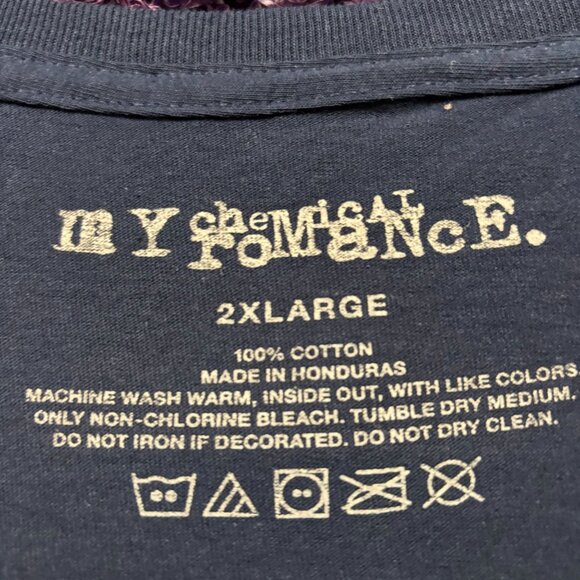 mY cheMicAL
roMaNcE.
2XLARGE
100% COTTON
MADE IN HONDURAS
MACHINE WASH WARM, INSIDE OUT, WITH LIKE COLORS.
ONLY NON-CHLORINE BLEACH. TUMBLE DRY MEDIUM.
DO NOT IRON IF DECORATED. DO NOT DRY CLEAN.